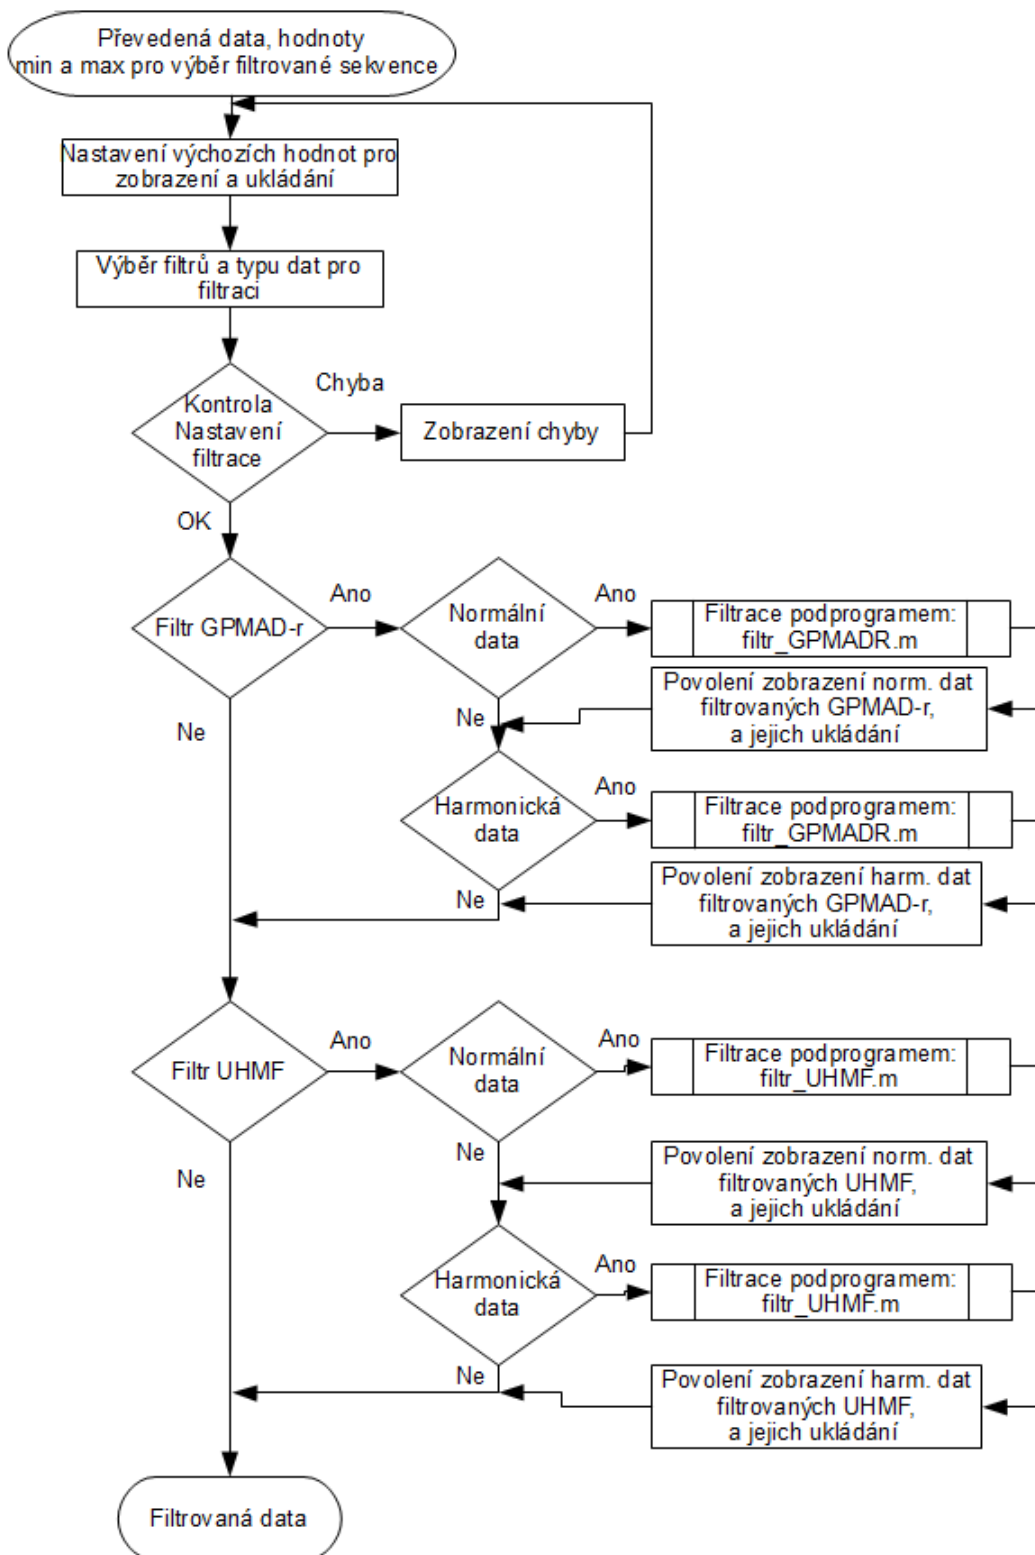 Převedená data, hodnoty
min a max pro výběr filtrované sekvence
Nastavení výchozích hodnot pro
zobrazení a ukládání
Výběr filtrů a typu dat pro
filtraci
Chyba
Kontrola
Nastavení
filtrace
Zobrazení chyby
OK
Filtr GPMAD-r
Ano
Normální
data
Ano
Filtrace podprogramem:
filtr_GPMADR.m
Ne
Ne
Povolení zobrazení norm. dat
filtrovaných GPMAD-r,
a jejich ukládání
Harmonická
data
Ano
Filtrace podprogramem:
filtr_GPMADR.m
Ne
Povolení zobrazení harm. dat
filtrovaných GPMAD-r,
a jejich ukládání
Filtr UHMF
Ano
Normální
data
Ano
Filtrace podprogramem:
filtr_UHMF.m
Ne
Ne
Povolení zobrazení norm. dat
filtrovaných UHMF,
a jejich ukládání
Harmonická
data
Ano
Filtrace podprogramem:
filtr_UHMF.m
Ne
Povolení zobrazení harm. dat
filtrovaných UHMF,
a jejich ukládání
Filtrovaná data